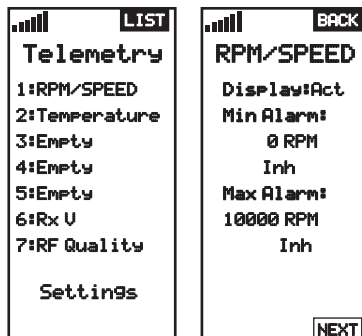 LIST
Telemetry
1:RPM/SPEED
2:Temperature
3:Empty
4:Empty
5:Empty
6:Rx V
7:RF Quality
Settings
BACK
RPM/SPEED
Display:Act
Min Alarm:
0 RPM
Inh
Max Alarm:
10000 RPM
Inh
NEXT